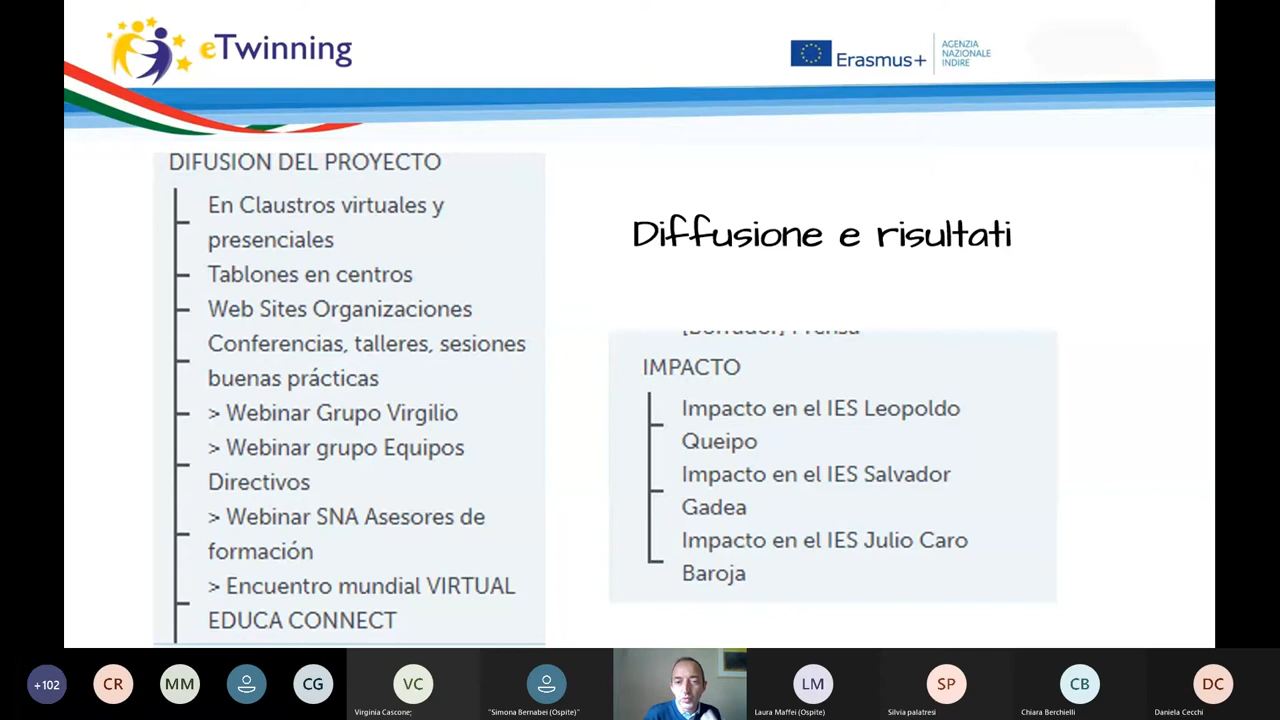 eTwinning
Erasmus+
AGENZIA
NAZIONALE
INDIRE
DIFUSION DEL PROYECTO
En Claustros virtuales y
presenciales
Tablones en centros
Web Sites Organizaciones
Conferencias, talleres, sesiones
buenas prácticas
> Webinar Grupo Virgilio
> Webinar grupo Equipos
Directivos
> Webinar SNA Asesores de
formación
> Encuentro mundial VIRTUAL
EDUCA CONNECT
Diffusione e risultati
[Borrador] Prensa
IMPACTO
Impacto en el IES Leopoldo
Queipo
Impacto en el IES Salvador
Gadea
Impacto en el IES Julio Caro
Baroja
+102
CR
MM
CG
VC
Virginia Cascone;
"Simona Bernabei (Ospite)"
LM
Laura Maffei (Ospite)
SP
Silvia palatresi
CB
Chiara Berchielli
DC
Daniela Cecchi